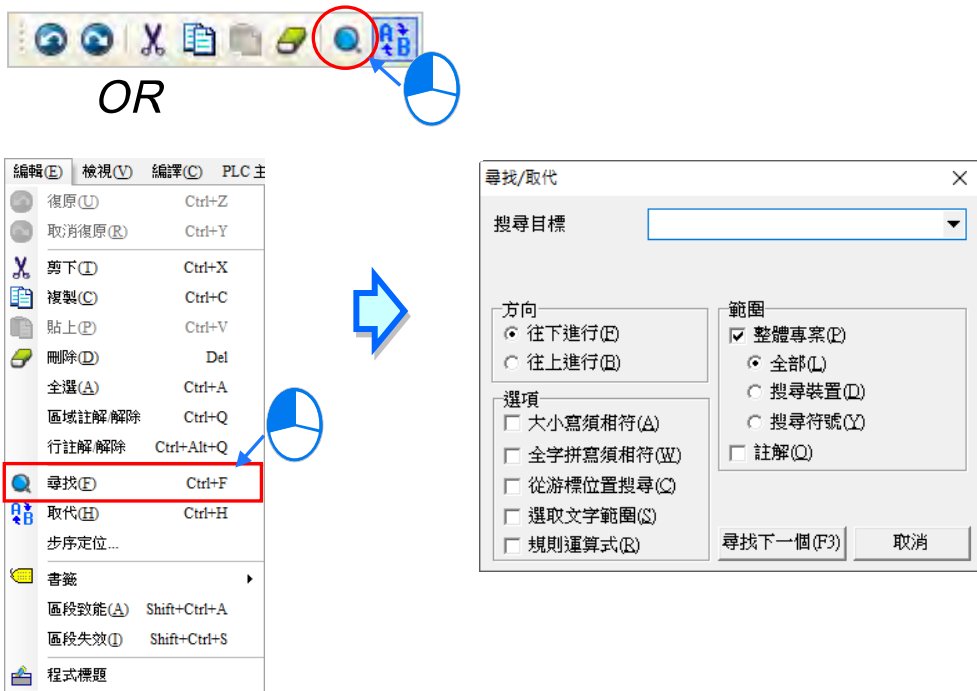 OR
編輯(E) 檢視(V) 編譯(C) PLC 主
復原(U) Ctrl+Z
取消復原(R) Ctrl+Y
剪下(T) Ctrl+X
複製(C) Ctrl+C
貼上(P) Ctrl+V
刪除(D) Del
全選(A) Ctrl+A
區域註解/解除 Ctrl+Q
行註解/解除 Ctrl+Alt+Q
尋找(F) Ctrl+F
取代(H) Ctrl+H
步序定位...
書籤
區段致能(A) Shift+Ctrl+A
區段失效(I) Shift+Ctrl+S
程式標題
尋找/取代
搜尋目標
方向
往下進行(F)
往上進行(B)
選項
大小寫須相符(A)
全字拼寫須相符(W)
從游標位置搜尋(C)
選取文字範圍(S)
規則運算式(R)
範圍
整體專案(P)
全部(L)
搜尋裝置(D)
搜尋符號(Y)
註解(O)
尋找下一個(F3) 取消